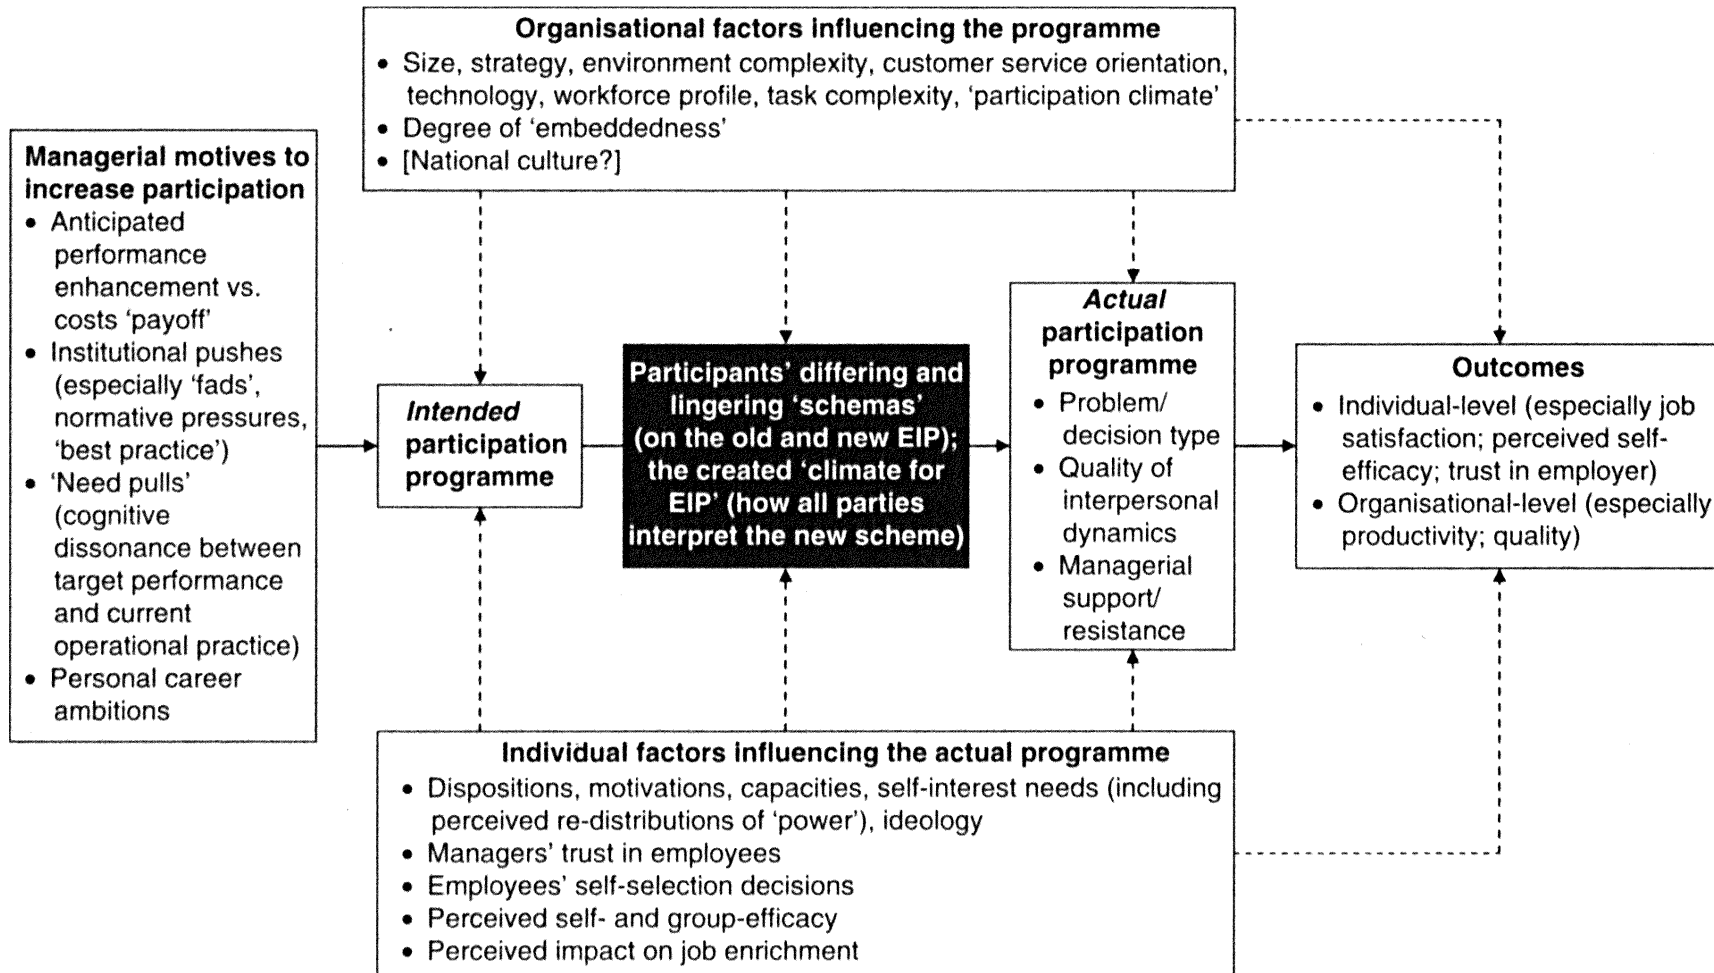 Organisational factors influencing the programme
• Size, strategy, environment complexity, customer service orientation,
technology, workforce profile, task complexity, ‘participation climate’
• Degree of ‘embeddedness’
• [National culture?]
Managerial motives to
increase participation
• Anticipated
performance
enhancement vs.
costs ‘payoff’
• Institutional pushes
(especially ‘fads’,
normative pressures,
‘best practice’)
• ‘Need pulls’
(cognitive
dissonance between
target performance
and current
operational practice)
• Personal career
ambitions
Intended
participation
programme
Participants’ differing and
lingering ‘schemas’
(on the old and new EIP);
the created ‘climate for
EIP’ (how all parties
interpret the new scheme)
Actual
participation
programme
• Problem/
decision type
• Quality of
interpersonal
dynamics
• Managerial
support/
resistance
Outcomes
• Individual-level (especially job
satisfaction; perceived self-
efficacy; trust in employer)
• Organisational-level (especially
productivity; quality)
Individual factors influencing the actual programme
• Dispositions, motivations, capacities, self-interest needs (including
perceived re-distributions of ‘power’), ideology
• Managers’ trust in employees
• Employees’ self-selection decisions
• Perceived self- and group-efficacy
• Perceived impact on job enrichment